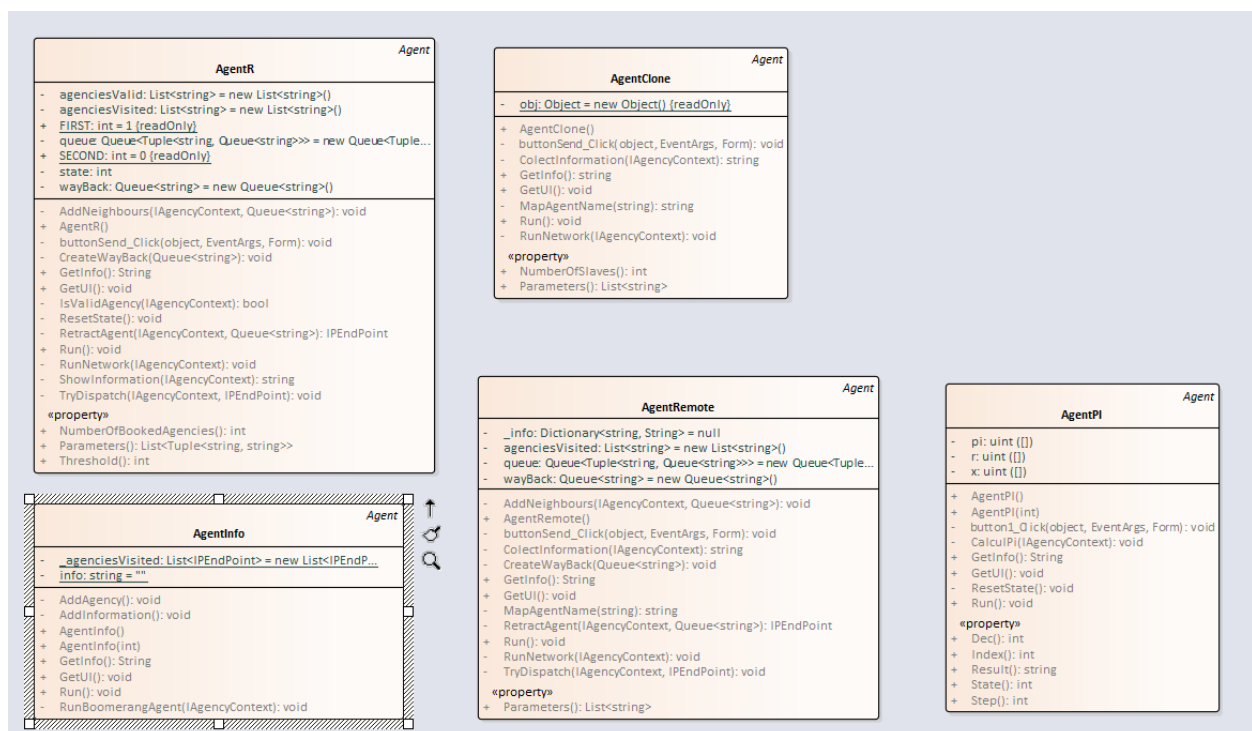 Agent
AgentR
- agenciesValid: List<string> = new List<string>()
- agenciesVisited: List<string> = new List<string>()
+ FIRST: int = 1 {readOnly}
- queue: Queue<Tuple<string, Queue<string>>> = new Queue<Tuple...
+ SECOND: int = 0 {readOnly}
- state: int
- wayBack: Queue<string> = new Queue<string>()
- AddNeighbours(IAgencyContext, Queue<string>): void
+ AgentR()
- buttonSend_Click(object, EventArgs, Form): void
- CreateWayBack(Queue<string>): void
+ GetInfo(): String
+ GetUI(): void
- IsValidAgency(IAgencyContext): bool
- ResetState(): void
- RetractAgent(IAgencyContext, Queue<string>): IPEndPoint
+ Run(): void
- RunNetwork(IAgencyContext): void
- ShowInformation(IAgencyContext): string
- TryDispatch(IAgencyContext, IPEndPoint): void
«property»
+ NumberOfBookedAgencies(): int
+ Parameters(): List<Tuple<string, string>>
+ Threshold(): int
Agent
AgentClone
- obj: Object = new Object() {readOnly}
+ AgentClone()
- buttonSend_Click(object, EventArgs, Form): void
- ColectInformation(IAgencyContext): string
+ GetInfo(): string
+ GetUI(): void
- MapAgentName(string): string
+ Run(): void
- RunNetwork(IAgencyContext): void
«property»
+ NumberOfSlaves(): int
+ Parameters(): List<string>
Agent
AgentInfo
- _agenciesVisited: List<IPEndPoint> = new List<IPEndP...
- info: string = ""
- AddAgency(): void
- AddInformation(): void
+ AgentInfo()
+ AgentInfo(int)
+ GetInfo(): String
+ GetUI(): void
+ Run(): void
- RunBoomerangAgent(IAgencyContext): void
Agent
AgentRemote
- _info: Dictionary<string, String> = null
- agenciesVisited: List<string> = new List<string>()
- queue: Queue<Tuple<string, Queue<string>>> = new Queue<Tuple...
- wayBack: Queue<string> = new Queue<string>()
- AddNeighbours(IAgencyContext, Queue<string>): void
+ AgentRemote()
- buttonSend_Click(object, EventArgs, Form): void
- ColectInformation(IAgencyContext): string
- CreateWayBack(Queue<string>): void
+ GetInfo(): String
+ GetUI(): void
- MapAgentName(string): string
- RetractAgent(IAgencyContext, Queue<string>): IPEndPoint
+ Run(): void
- RunNetwork(IAgencyContext): void
- TryDispatch(IAgencyContext, IPEndPoint): void
«property»
+ Parameters(): List<string>
Agent
AgentPI
- pi: uint ([])
- r: uint ([])
- x: uint ([])
+ AgentPI()
+ AgentPI(int)
- button1_Click(object, EventArgs, Form): void
- CalculPi(IAgencyContext): void
+ GetInfo(): String
+ GetUI(): void
- ResetState(): void
+ Run(): void
«property»
+ Dec(): int
+ Index(): int
+ Result(): string
+ State(): int
+ Step(): int